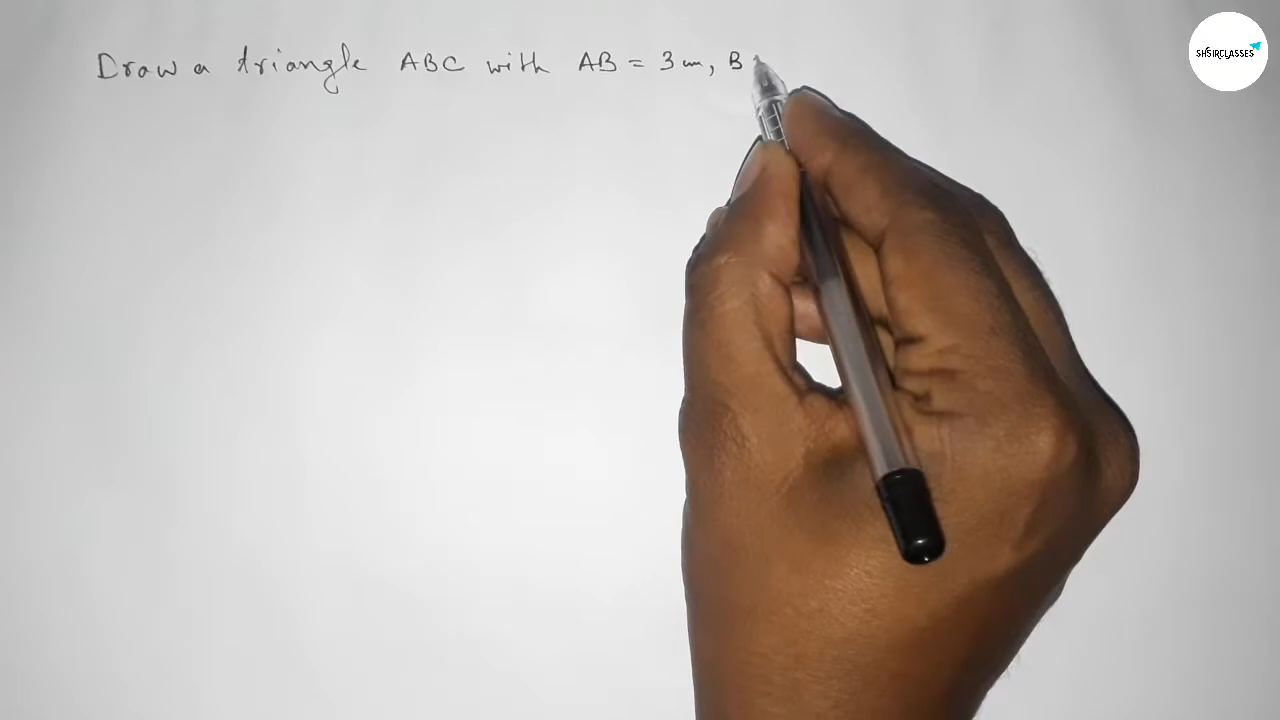 Draw a triangle ABC with AB = 3 cm, B
SHSIRCLASSES